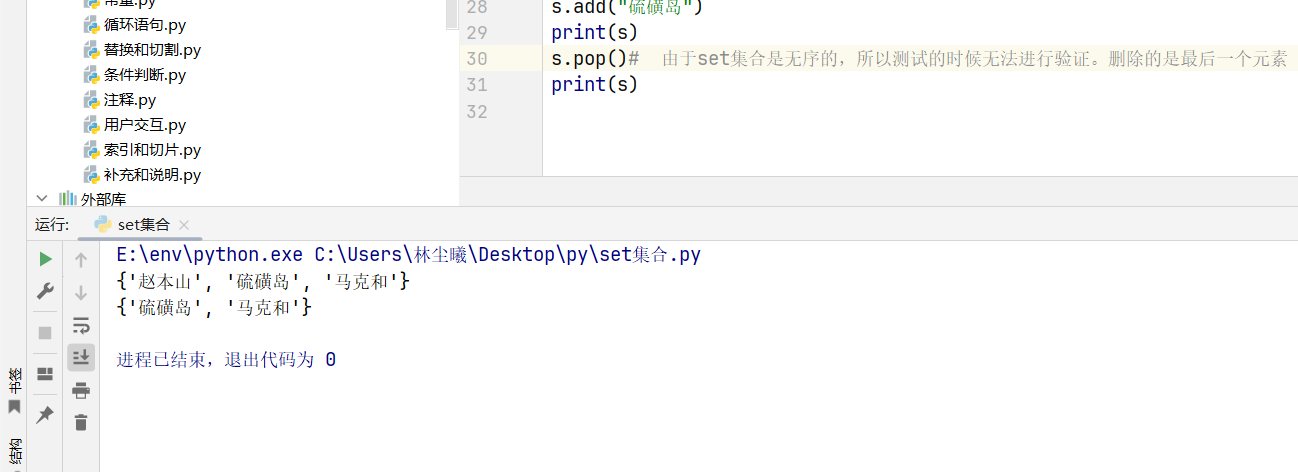 常量.py
循环语句.py
替换和切割.py
条件判断.py
注释.py
用户交互.py
索引和切片.py
补充和说明.py
外部库
28 s.add("硫磺岛")
29 print(s)
30 s.pop()#  由于set集合是无序的，所以测试的时候无法进行验证。删除的是最后一个元素
31 print(s)
32
运行: set集合
E:\env\python.exe C:\Users\林尘曦\Desktop\py\set集合.py
{'赵本山', '硫磺岛', '马克和'}
{'硫磺岛', '马克和'}
进程已结束，退出代码为 0
书签
结构